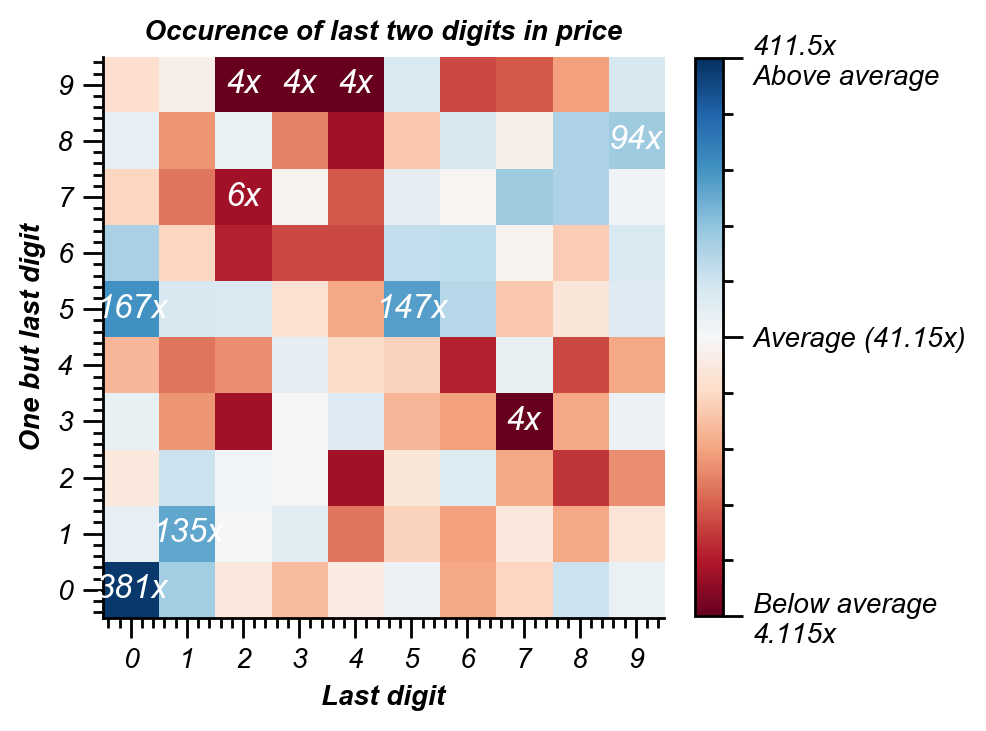 Occurence of last two digits in price
411.5x
Above average
9
4x 4x 4x
8
94x
7
6x
6
5
167x 147x
Average (41.15x)
4
3
4x
2
1
135x
0
381x
Below average
4.115x
0 1 2 3 4 5 6 7 8 9
Last digit
One but last digit